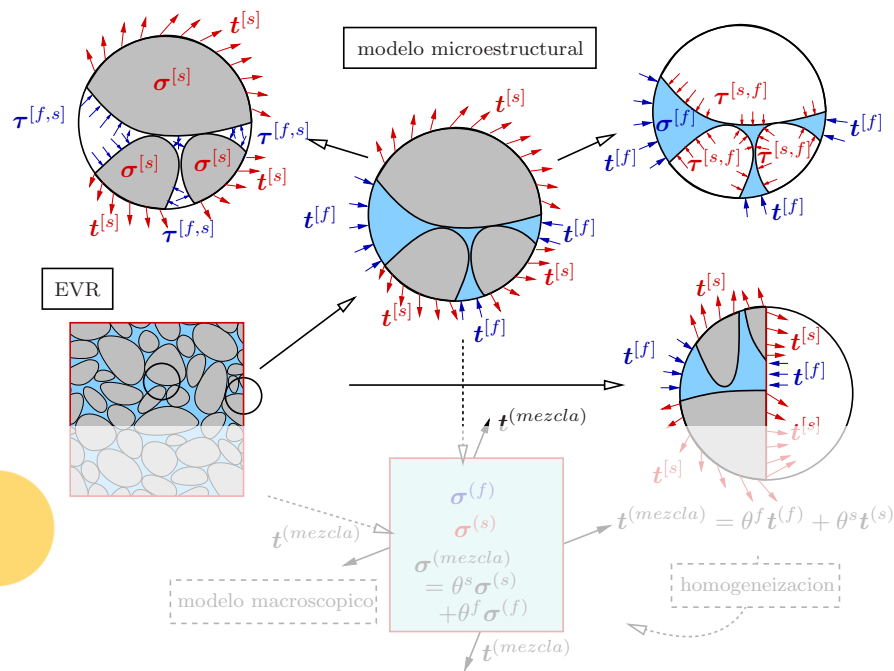 t^[s]
modelo microestructural
σ^[s]
t^[s]
τ^[s,f]
τ^[f,s]
τ^[f,s]
σ^[f]
t^[f]
σ^[s]
σ^[s]
t^[f]
τ^[s,f]
τ^[s,f]
t^[s]
t^[s]
τ^[f,s]
t^[f]
t^[f]
t^[f]
EVR
t^[s]
t^[s]
t^[s]
t^[f]
t^[s]
t^[f]
t^[f]
t^(mezcla)
t^[s]
t^[s]
σ^(f)
σ^(s)
t^(mezcla)
t^(mezcla) = θ^f t^(f) + θ^s t^(s)
σ^(mezcla)
= θ^s σ^(s)
+θ^f σ^(f)
modelo macroscopico
homogeneizacion
t^(mezcla)